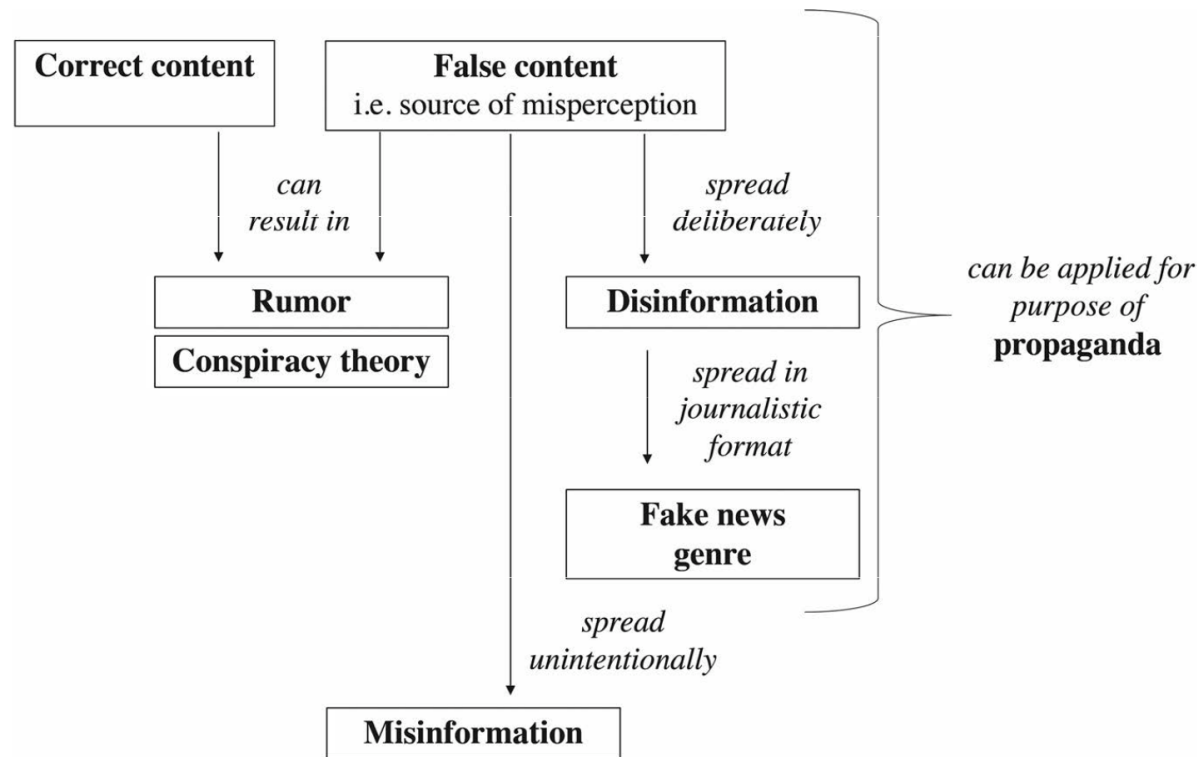 Correct content
False content
i.e. source of misperception
can
result in
spread
deliberately
Rumor
Conspiracy theory
Disinformation
can be applied for
purpose of
propaganda
spread in
journalistic
format
Fake news
genre
spread
unintentionally
Misinformation